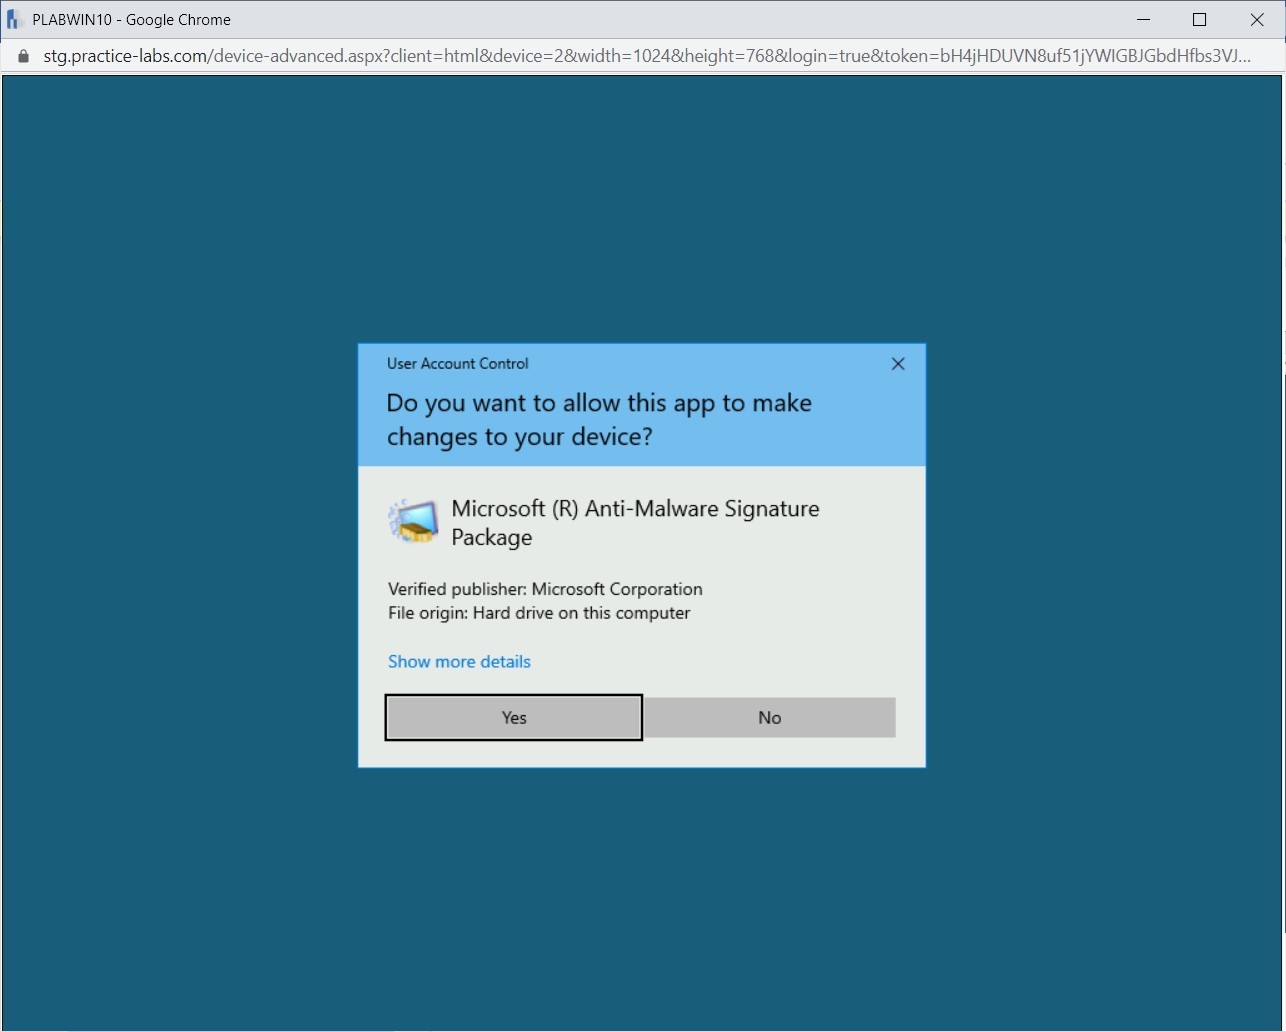 PLABWIN10 - Google Chrome
stg.practice-labs.com/device-advanced.aspx?client=html&device=2&width=1024&height=768&login=true&token=bH4jHDUVN8uf51jYWIGBJGbdHfbs3VJ...
User Account Control
Do you want to allow this app to make
changes to your device?
Microsoft (R) Anti-Malware Signature
Package
Verified publisher: Microsoft Corporation
File origin: Hard drive on this computer
Show more details
Yes No